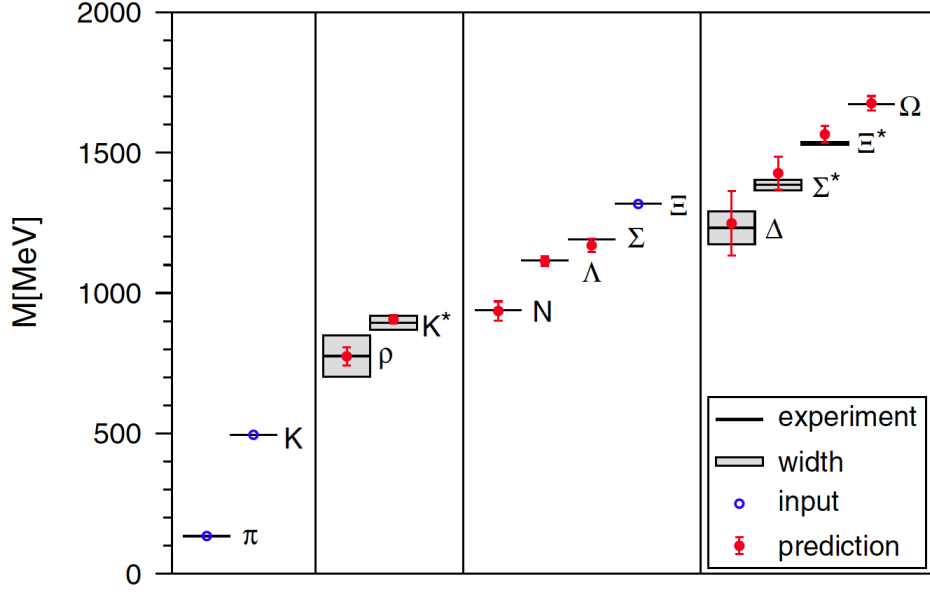 M[MeV]
2000
1500
1000
500
0
π
K
ρ
K*
N
Λ
Σ
Ξ
Δ
Σ*
Ξ*
Ω
experiment
width
input
prediction